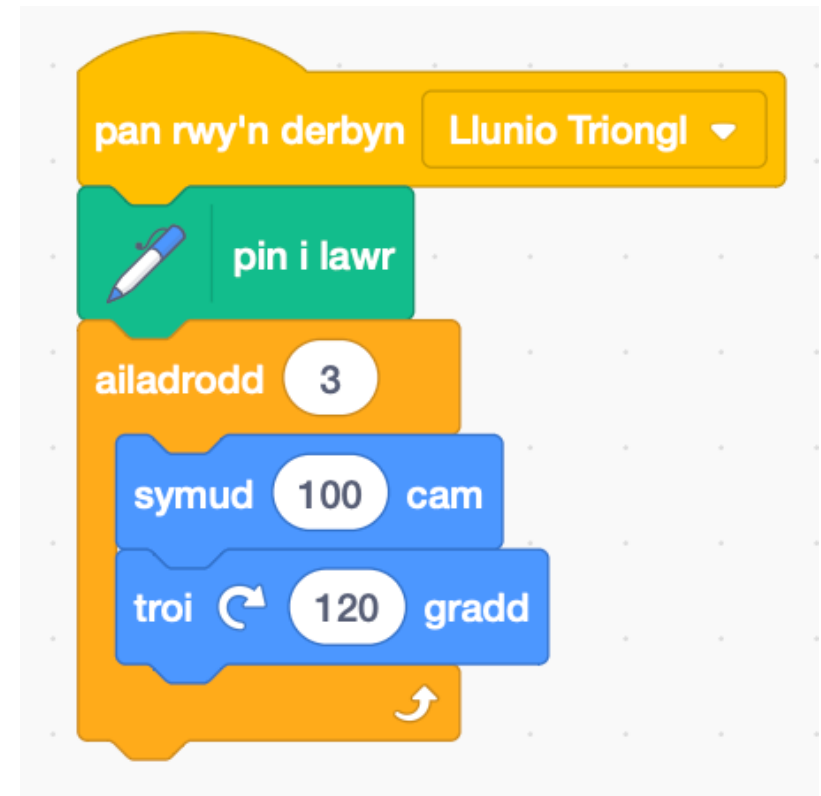 pan rwy'n derbyn Llunio Triongl
pin i lawr
ailadrodd 3
symud 100 cam
troi 120 gradd